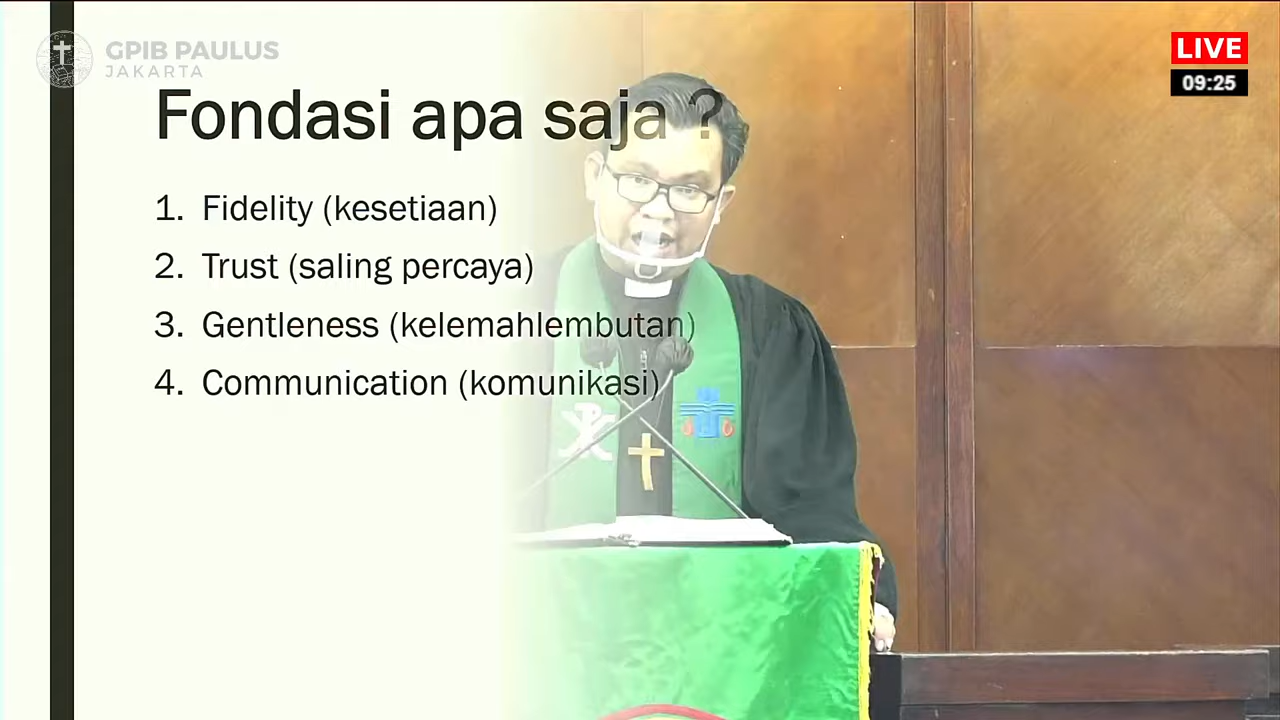 GPIB PAULUS
JAKARTA
LIVE
09:25
Fondasi apa saja ?
1. Fidelity (kesetiaan)
2. Trust (saling percaya)
3. Gentleness (kelemahlembutan)
4. Communication (komunikasi)